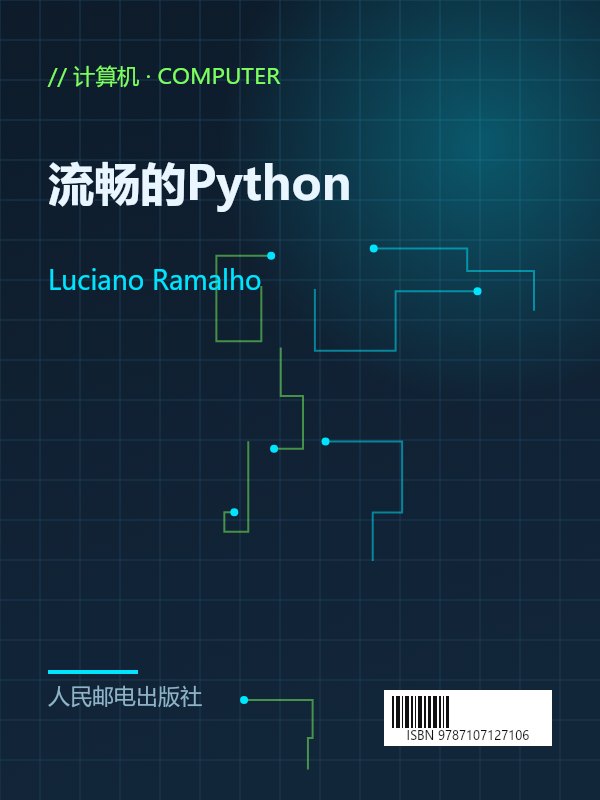 // 计算机 · COMPUTER
流畅的Python
Luciano Ramalho
人民邮电出版社
ISBN 9787107127106